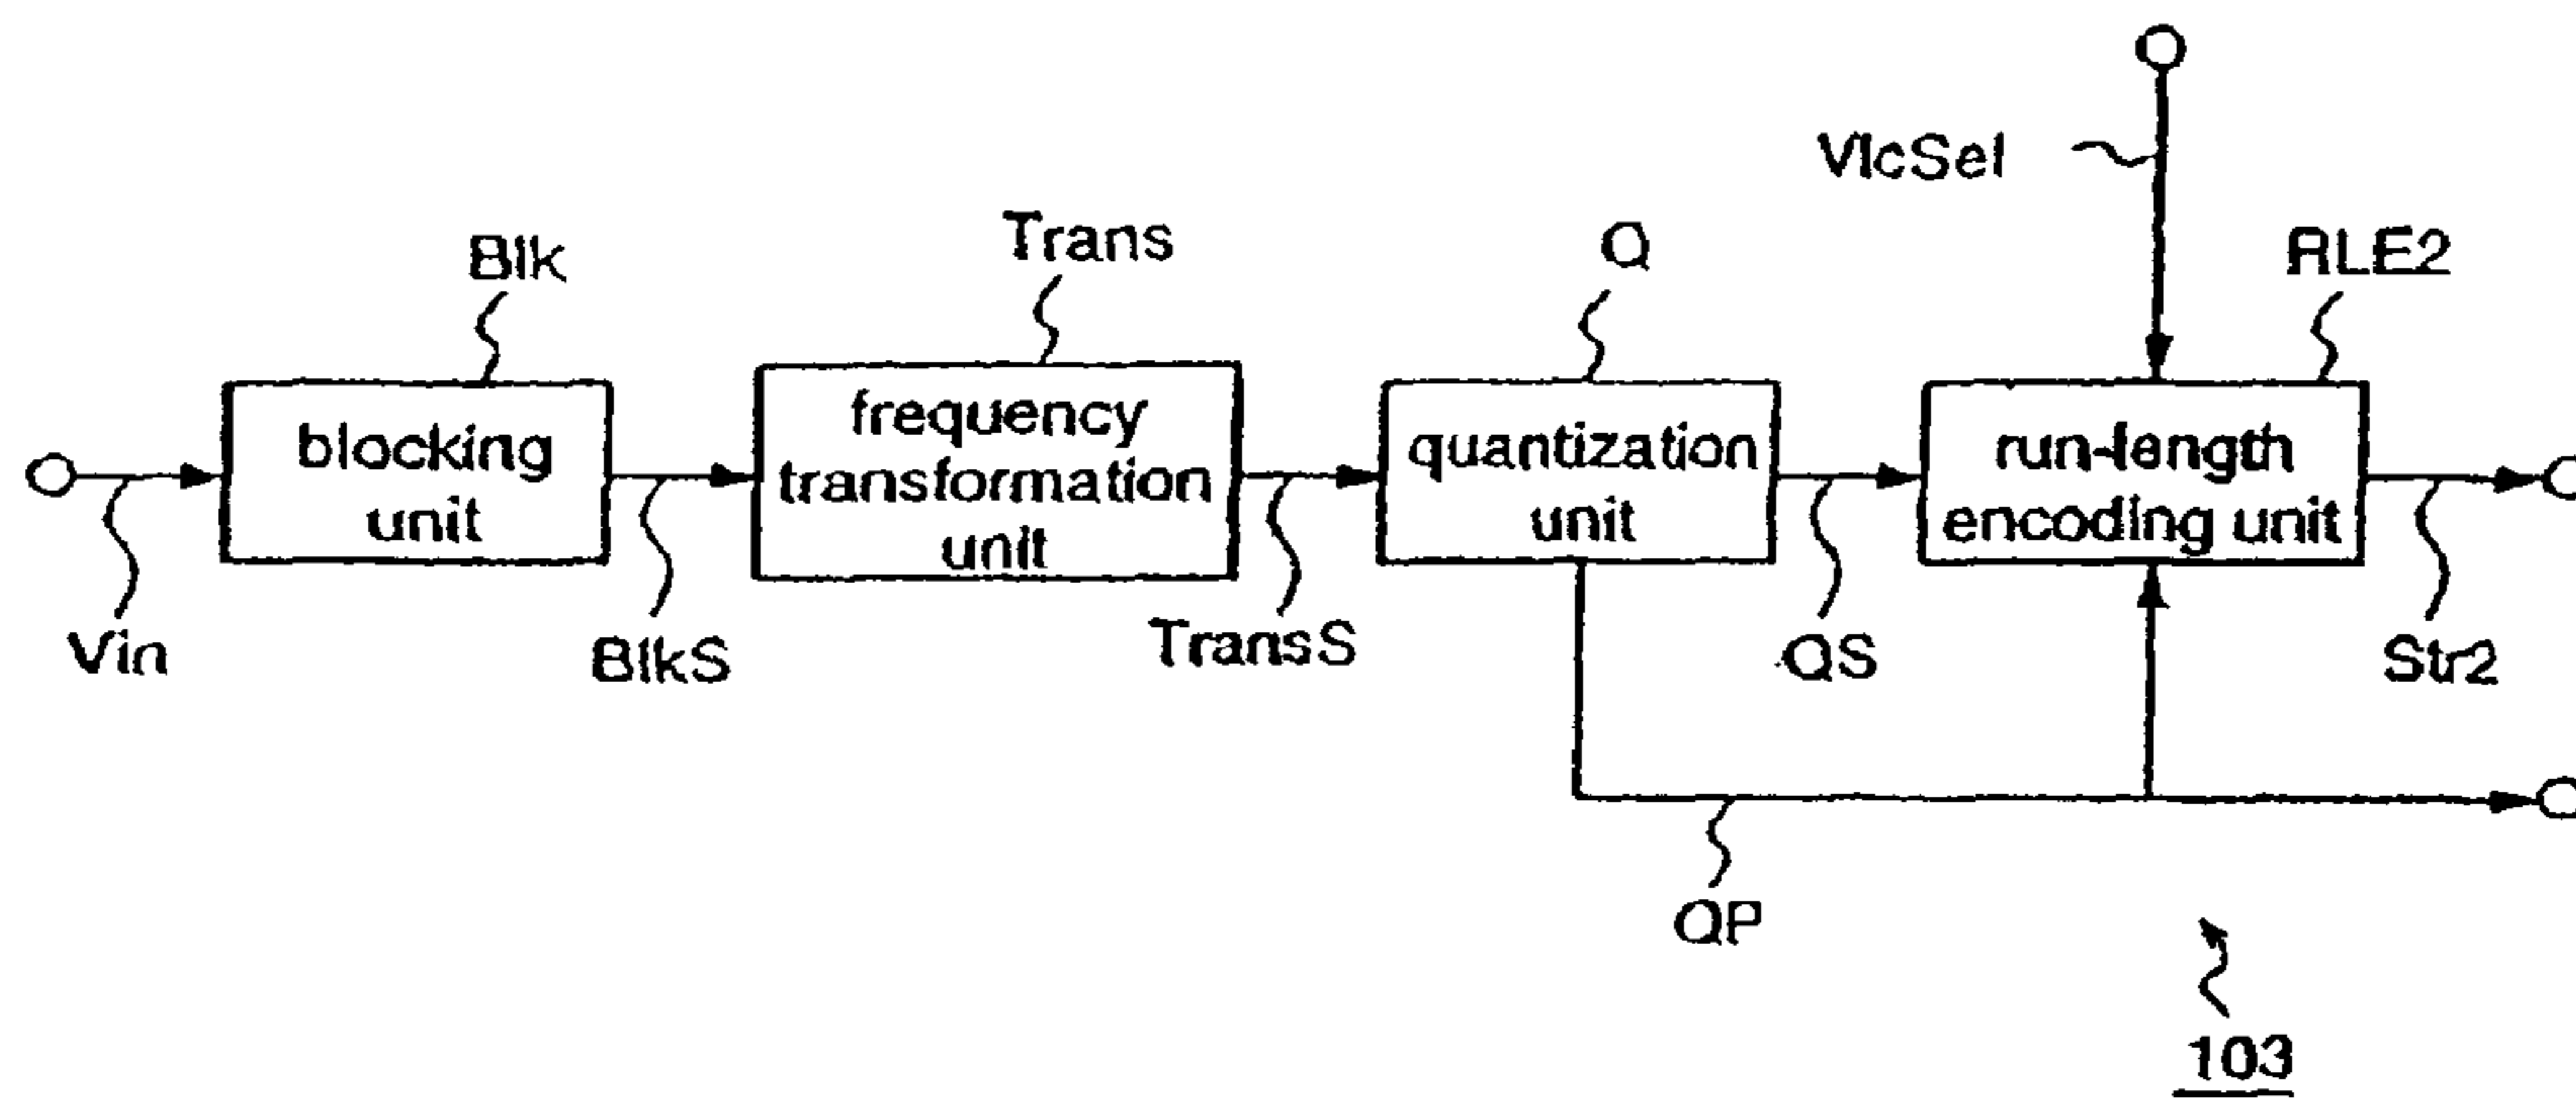 VlcSel
Blk
Trans
Q
RLE2
blocking
unit
frequency
transformation
unit
quantization
unit
run-length
encoding unit
Vin
BlkS
TransS
QS
Str2
QP
103